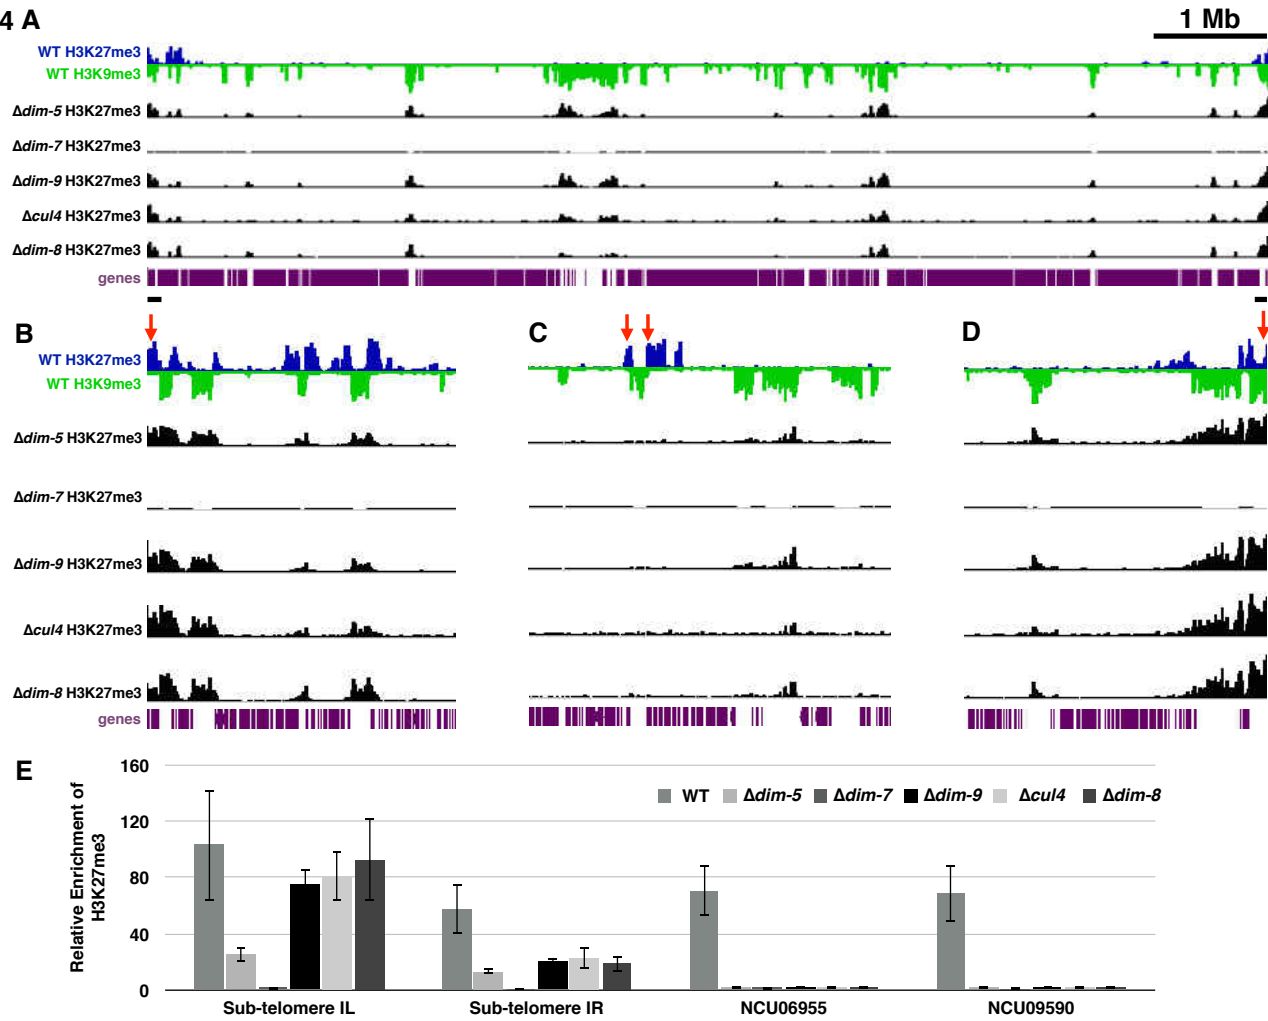 4 A
1 Mb
WT H3K27me3
WT H3K9me3
Δdim-5 H3K27me3
Δdim-7 H3K27me3
Δdim-9 H3K27me3
Δcul4 H3K27me3
Δdim-8 H3K27me3
genes
B
C
D
WT H3K27me3
WT H3K9me3
Δdim-5 H3K27me3
Δdim-7 H3K27me3
Δdim-9 H3K27me3
Δcul4 H3K27me3
Δdim-8 H3K27me3
genes
E
Relative Enrichment of
H3K27me3
160
120
80
40
0
WT Δdim-5 Δdim-7 Δdim-9 Δcul4 Δdim-8
Sub-telomere IL Sub-telomere IR NCU06955 NCU09590